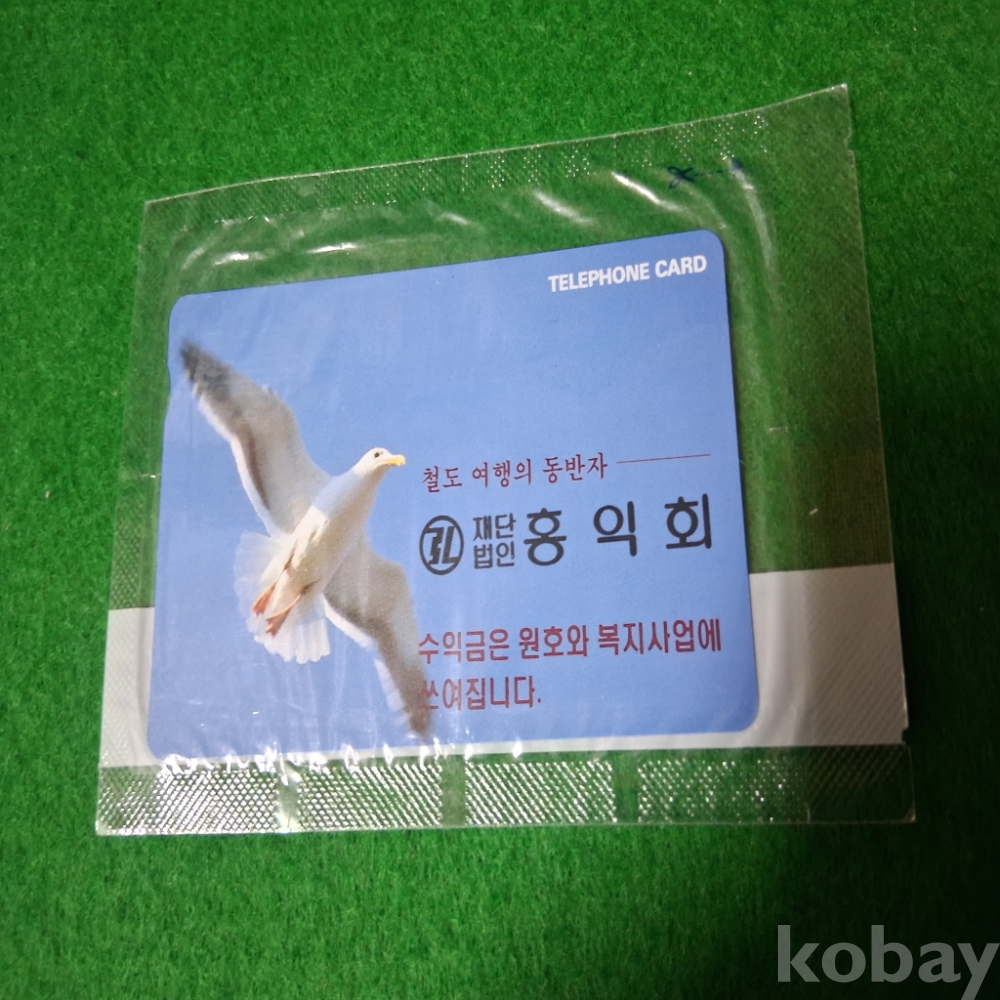 TELEPHONE CARD
철도 여행의 동반자
재단법인 홍익회
수익금은 원호와 복지사업에
쓰여집니다.
kobay